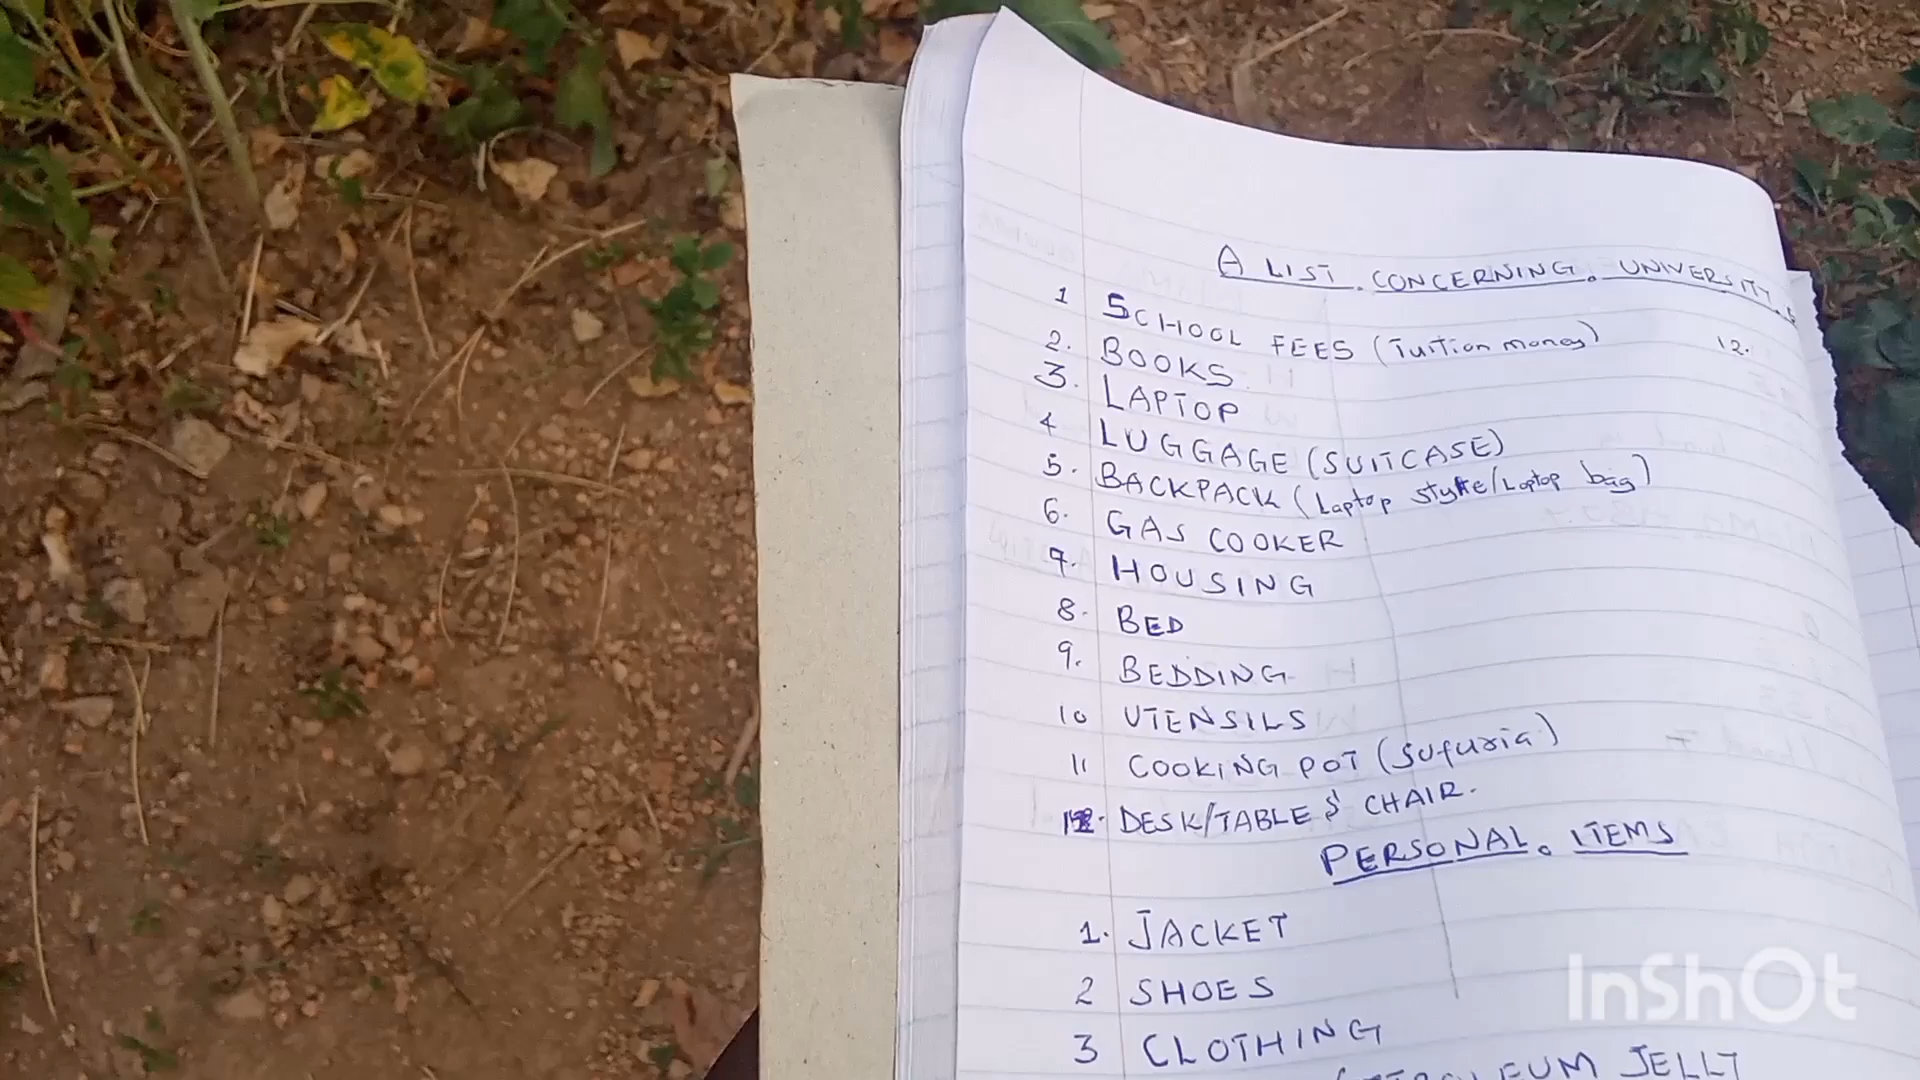 A LIST. CONCERNING. UNIVERSITY.
1 SCHOOL FEES (Tuition money) 12.
2. BOOKS
3. LAPTOP
4 LUGGAGE (SUITCASE)
5. BACKPACK (Laptop style/Laptop bag)
6. GAS COOKER
7. HOUSING
8. BED
9. BEDDING
10 UTENSILS
11 COOKING POT (Sufuria)
12. DESK/TABLE & CHAIR.
PERSONAL. ITEMS
1. JACKET
2 SHOES
3 CLOTHING
JELLY
InShOt